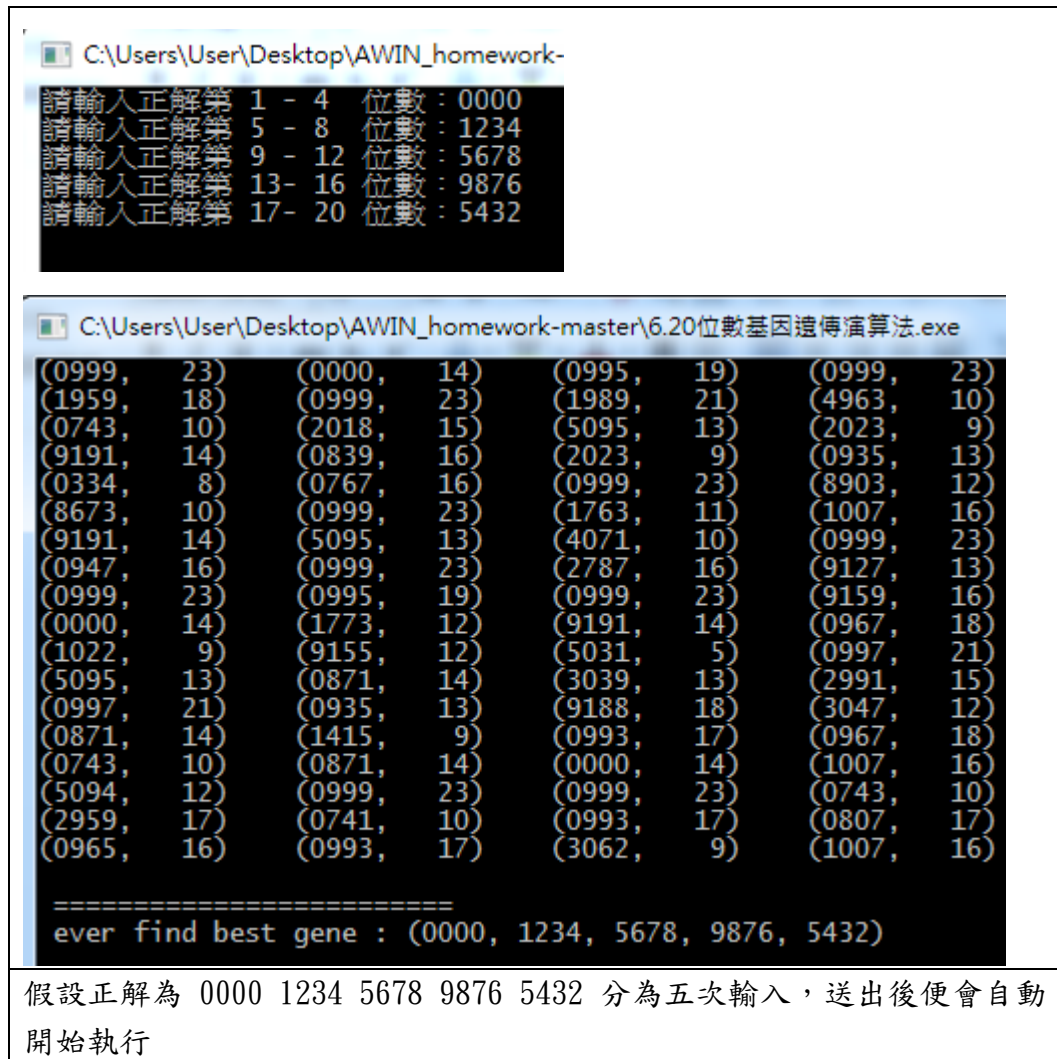 C:\Users\User\Desktop\AWIN_homework-
請輸入正解第 1 - 4 位數：0000
請輸入正解第 5 - 8 位數：1234
請輸入正解第 9 - 12 位數：5678
請輸入正解第 13- 16 位數：9876
請輸入正解第 17- 20 位數：5432
C:\Users\User\Desktop\AWIN_homework-master\6.20位數基因遺傳演算法.exe
(0999, 23) (0000, 14) (0995, 19) (0999, 23)
(1959, 18) (0999, 23) (1989, 21) (4963, 10)
(0743, 10) (2018, 15) (5095, 13) (2023, 9)
(9191, 14) (0839, 16) (2023, 9) (0935, 13)
(0334, 8) (0767, 16) (0999, 23) (8903, 12)
(8673, 10) (0999, 23) (1763, 11) (1007, 16)
(9191, 14) (5095, 13) (4071, 10) (0999, 23)
(0947, 16) (0999, 23) (2787, 16) (9127, 13)
(0999, 23) (0995, 19) (0999, 23) (9159, 16)
(0000, 14) (1773, 12) (9191, 14) (0967, 18)
(1022, 9) (9155, 12) (5031, 5) (0997, 21)
(5095, 13) (0871, 14) (3039, 13) (2991, 15)
(0997, 21) (0935, 13) (9188, 18) (3047, 12)
(0871, 14) (1415, 9) (0993, 17) (0967, 18)
(0743, 10) (0871, 14) (0000, 14) (1007, 16)
(5094, 12) (0999, 23) (0999, 23) (0743, 10)
(2959, 17) (0741, 10) (0993, 17) (0807, 17)
(0965, 16) (0993, 17) (3062, 9) (1007, 16)
=========================
ever find best gene : (0000, 1234, 5678, 9876, 5432)
假設正解為 0000 1234 5678 9876 5432 分為五次輸入，送出後便會自動
開始執行